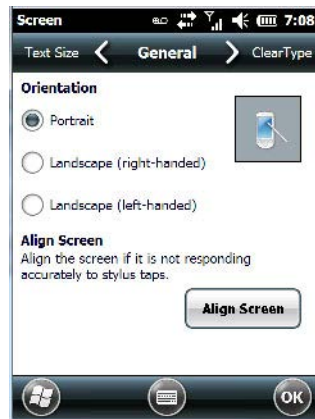 Screen 7:08
Text Size General ClearType
Orientation
Portrait
Landscape (right-handed)
Landscape (left-handed)
Align Screen
Align the screen if it is not responding
accurately to stylus taps.
Align Screen
OK